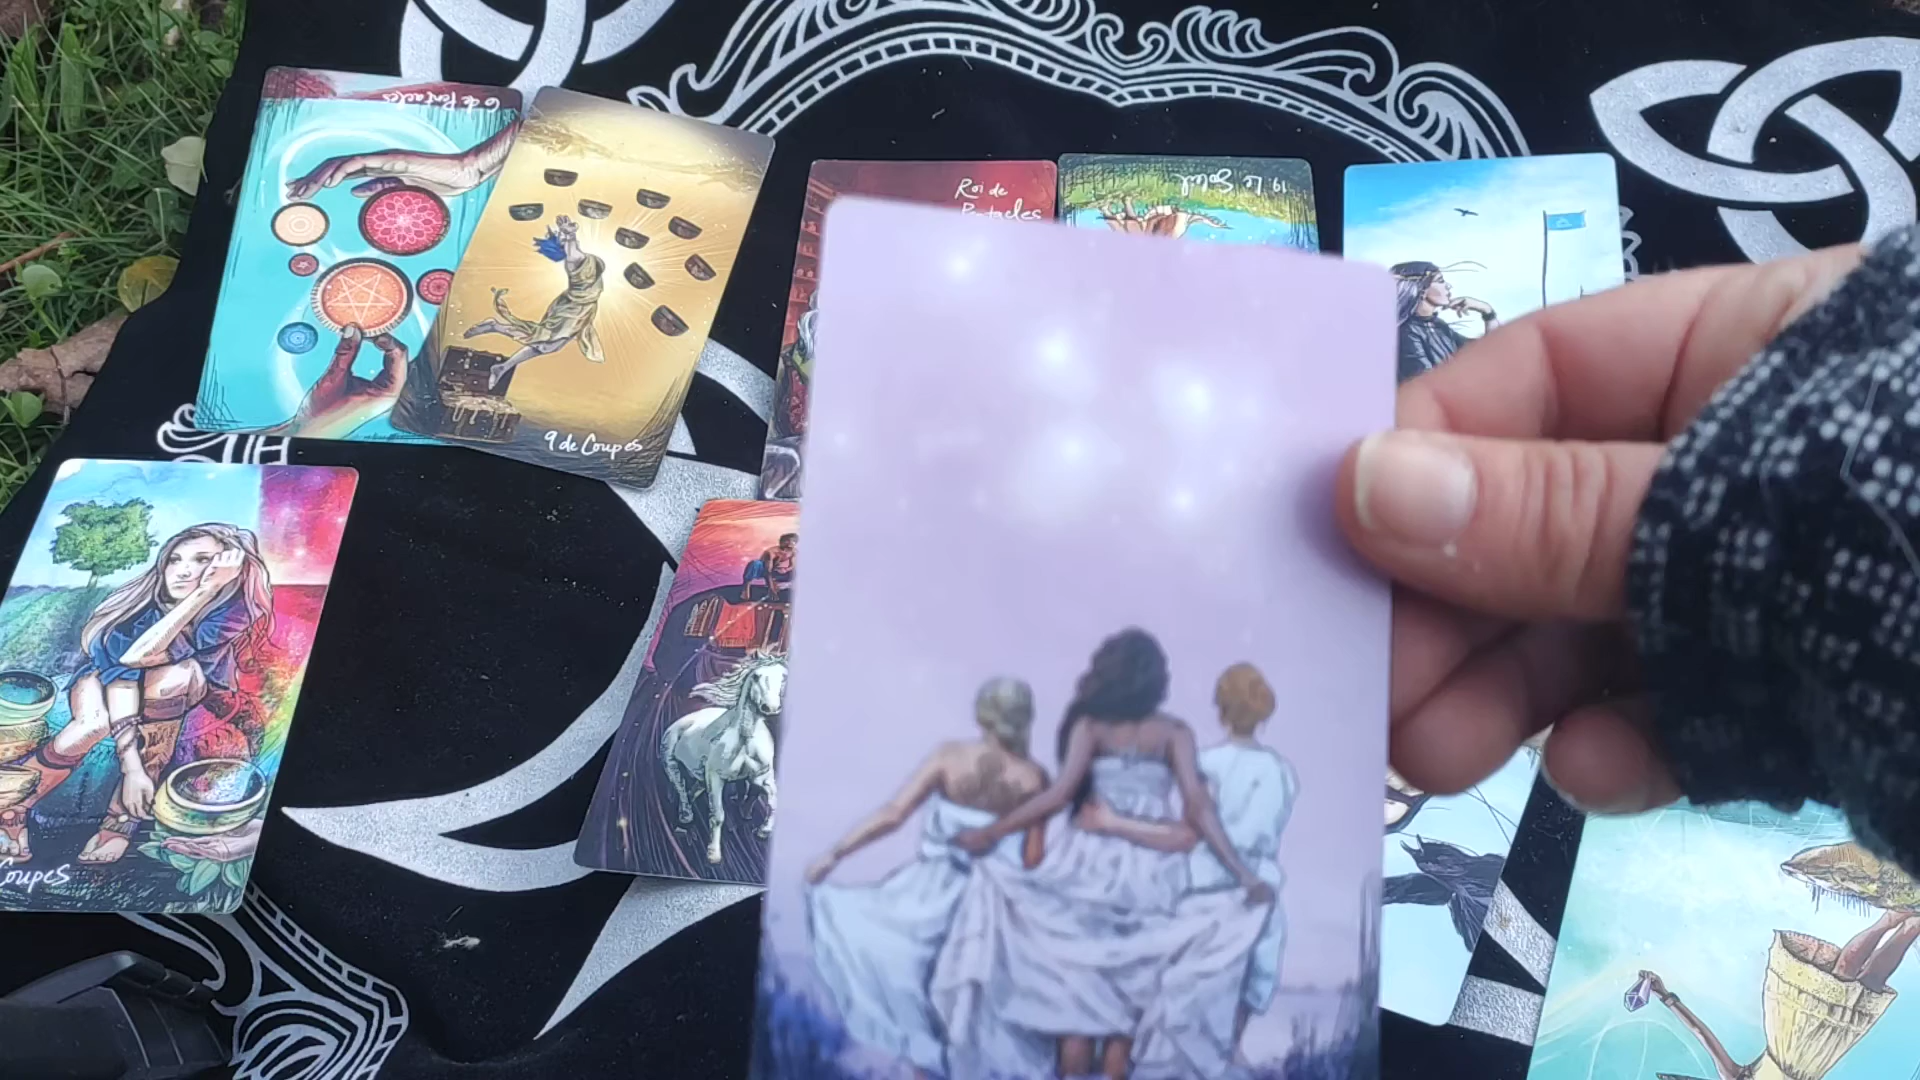 6 de Pentacles
9 de Coupes
Roi de
Pentacles
19. Le Soleil
Coupes